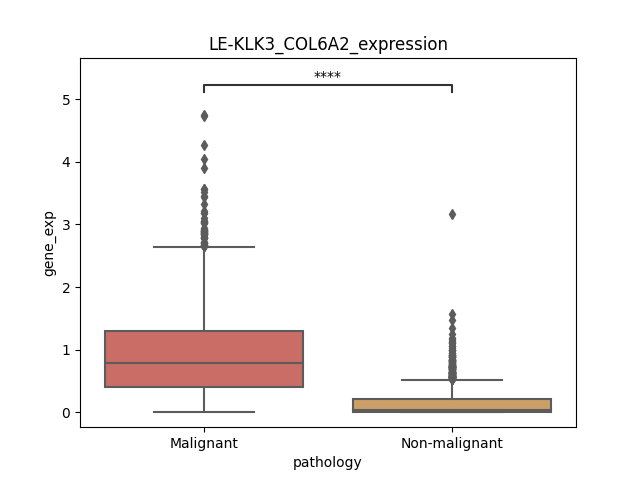 LE-KLK3_COL6A2_expression
****
5
4
3
2
1
0
gene_exp
Malignant
Non-malignant
pathology